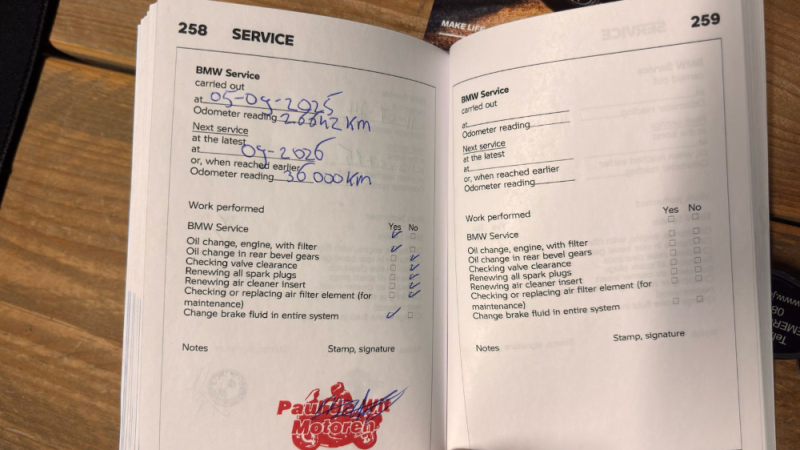 MAKE LIFE
258 SERVICE
BMW Service
carried out
at 05-09-2025
Odometer reading 26642 KM
Next service
at the latest
at 09-2026
or, when reached earlier
Odometer reading 36 000 KM
Work performed
Yes No
BMW Service
Oil change, engine, with filter
Oil change in rear bevel gears
Checking valve clearance
Renewing all spark plugs
Renewing air cleaner insert
Checking or replacing air filter element (for
maintenance)
Change brake fluid in entire system
Notes Stamp, signature
Motoren
SERVICE 259
BMW Service
carried out
at
Odometer reading
Next service
at the latest
at
or, when reached earlier
Odometer reading
Work performed
Yes No
BMW Service
Oil change, engine, with filter
Oil change in rear bevel gears
Checking valve clearance
Renewing all spark plugs
Renewing air cleaner insert
Checking or replacing air filter element (for
maintenance)
Change brake fluid in entire system
Notes Stamp, signature